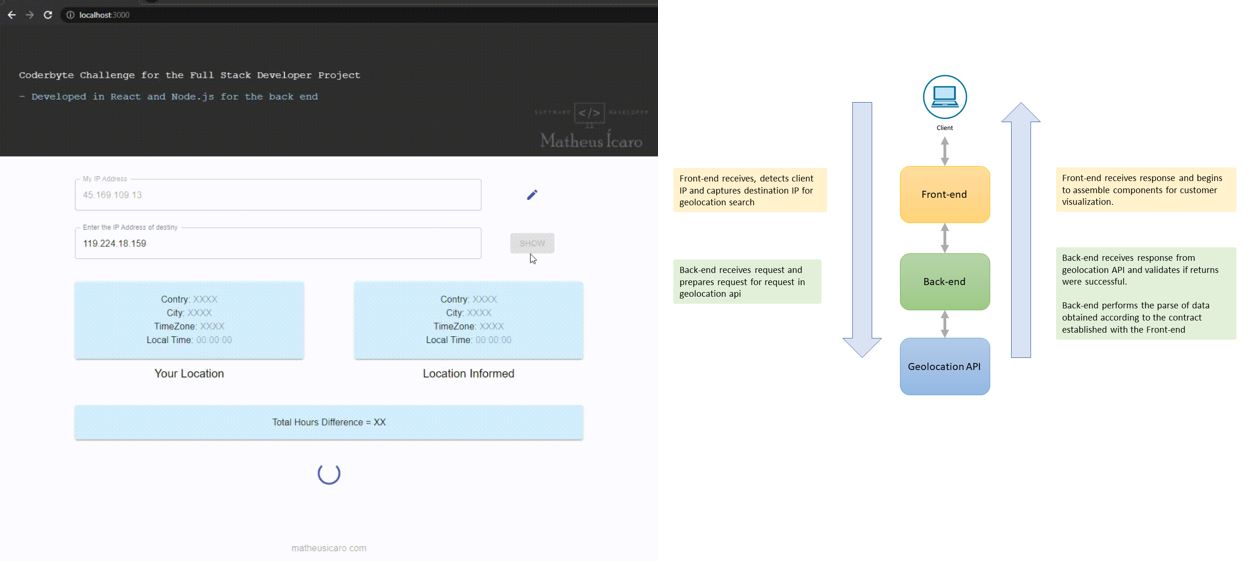 localhost:3000
Coderbyte Challenge for the Full Stack Developer Project
- Developed in React and Node.js for the back end
SOFTWARE </> DEVELOPER
Matheus Ícaro
My IP Address
45.169.109.13
Enter the IP Address of destiny
119.224.18.159
SHOW
Contry: XXXX
City: XXXX
TimeZone: XXXX
Local Time: 00:00:00
Your Location
Contry: XXXX
City: XXXX
TimeZone: XXXX
Local Time: 00:00:00
Location Informed
Total Hours Difference = XX
matheusicaro.com
Client
Front-end receives, detects client
IP and captures destination IP for
geolocation search
Front-end
Front-end receives response and begins
to assemble components for customer
visualization.
Back-end receives request and
prepares request for request in
geolocation api
Back-end
Back-end receives response from
geolocation API and validates if returns
were successful.
Back-end performs the parse of data
obtained according to the contract
established with the Front-end
Geolocation API